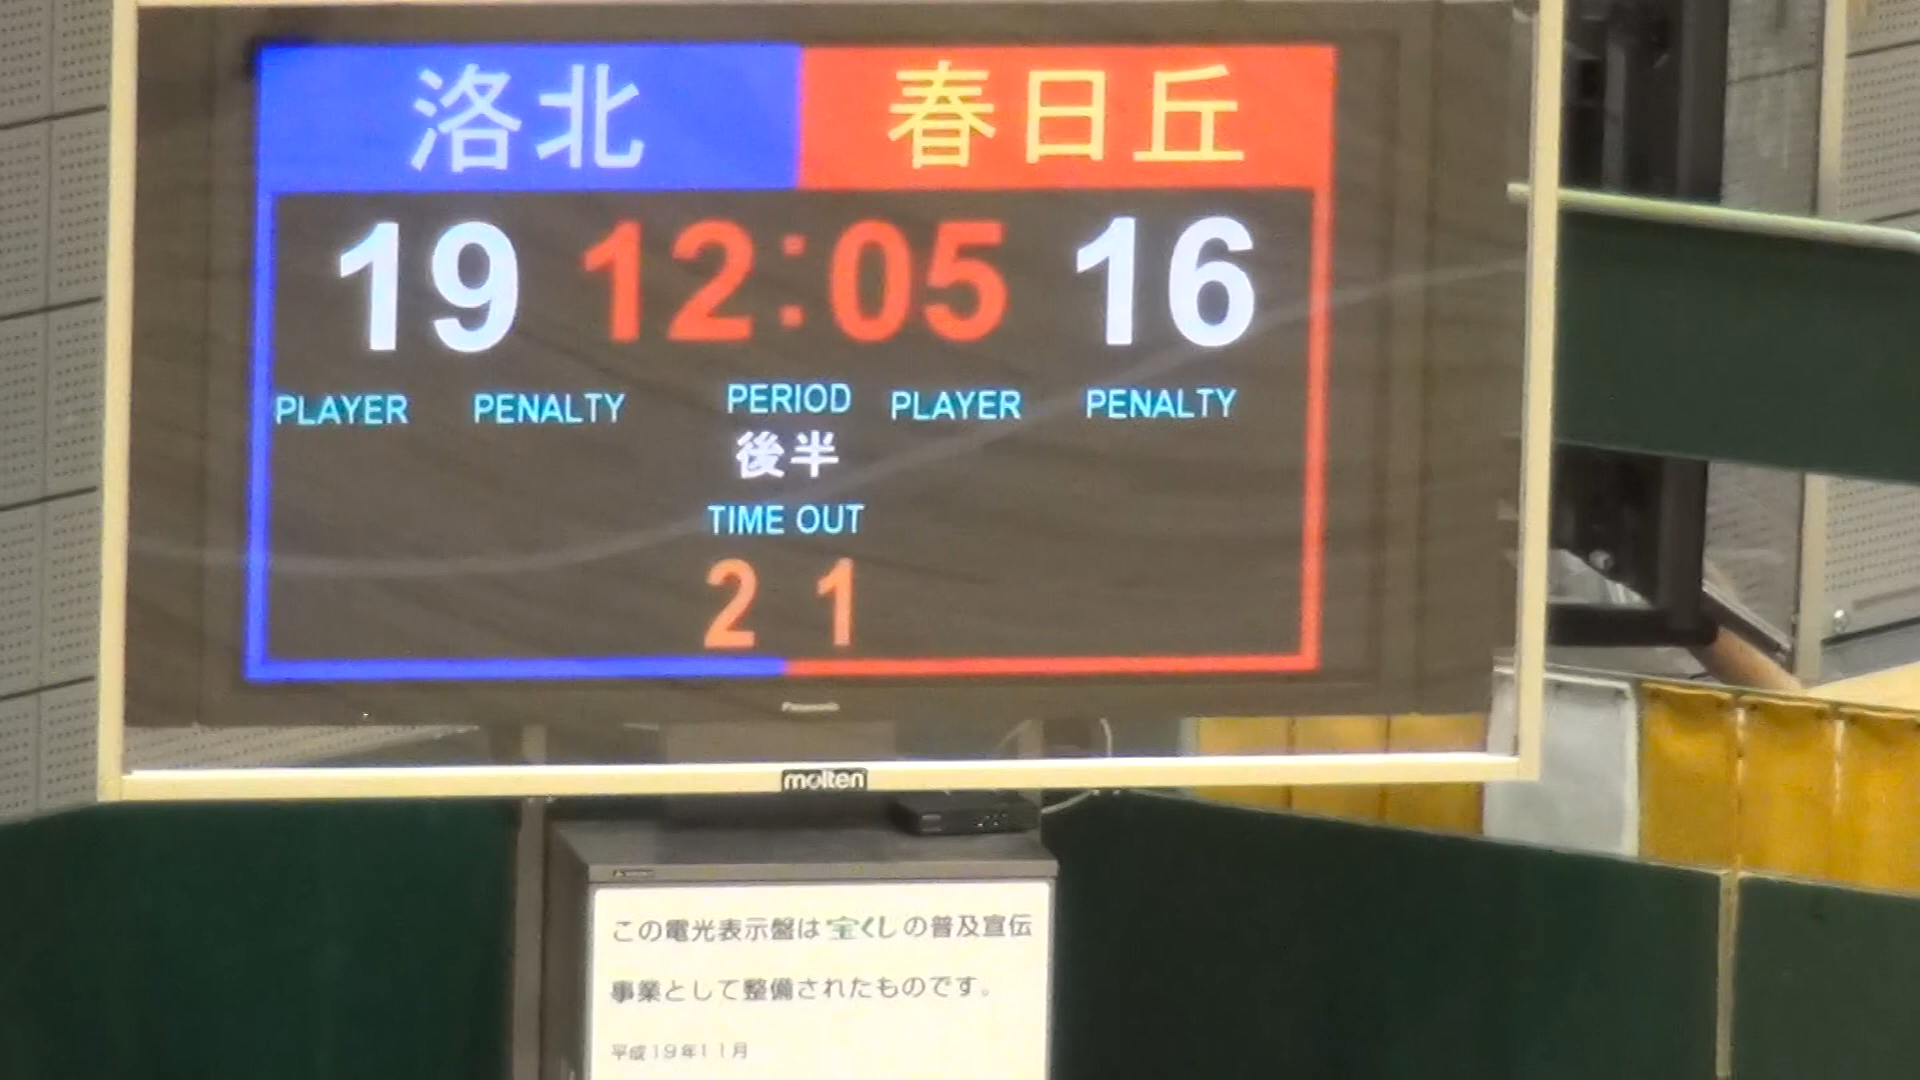 洛北 春日丘
19 12:05 16
PLAYER PENALTY PERIOD PLAYER PENALTY
後半
TIME OUT
2 1
Panasonic
molten
この電光表示盤は宝くじの普及宣伝
事業として整備されたものです。
平成19年11月